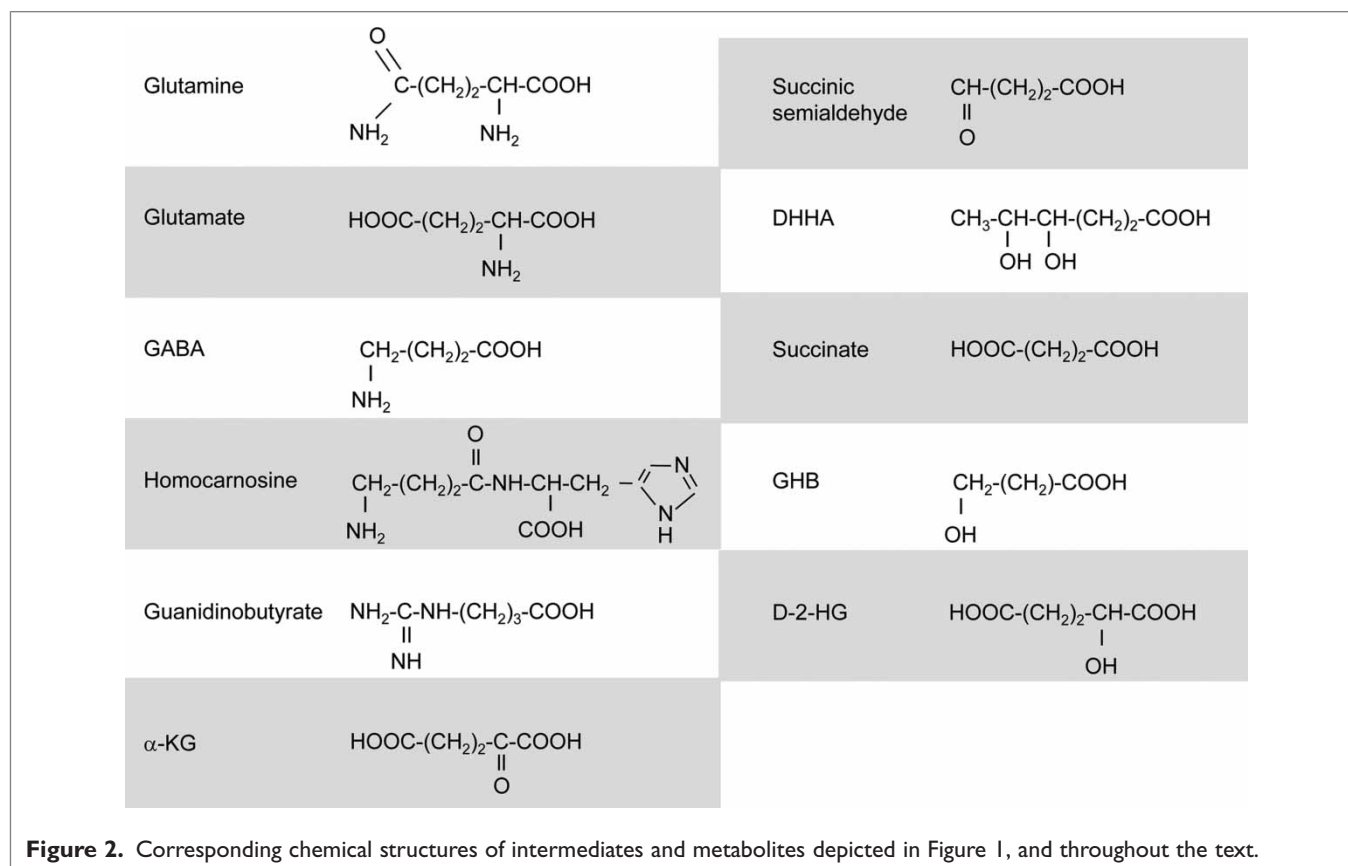 Glutamine
O
C-(CH₂)₂-CH-COOH
NH₂ NH₂
Glutamate
HOOC-(CH₂)₂-CH-COOH
NH₂
GABA
CH₂-(CH₂)₂-COOH
NH₂
Homocarnosine
O
CH₂-(CH₂)₂-C-NH-CH-CH₂
NH₂ COOH
N
N
H
Guanidinobutyrate
NH₂-C-NH-(CH₂)₃-COOH
NH
α-KG
HOOC-(CH₂)₂-C-COOH
O
Succinic
semialdehyde
CH-(CH₂)₂-COOH
O
DHHA
CH₃-CH-CH-(CH₂)₂-COOH
OH OH
Succinate
HOOC-(CH₂)₂-COOH
GHB
CH₂-(CH₂)-COOH
OH
D-2-HG
HOOC-(CH₂)₂-CH-COOH
OH
Figure 2. Corresponding chemical structures of intermediates and metabolites depicted in Figure 1, and throughout the text.